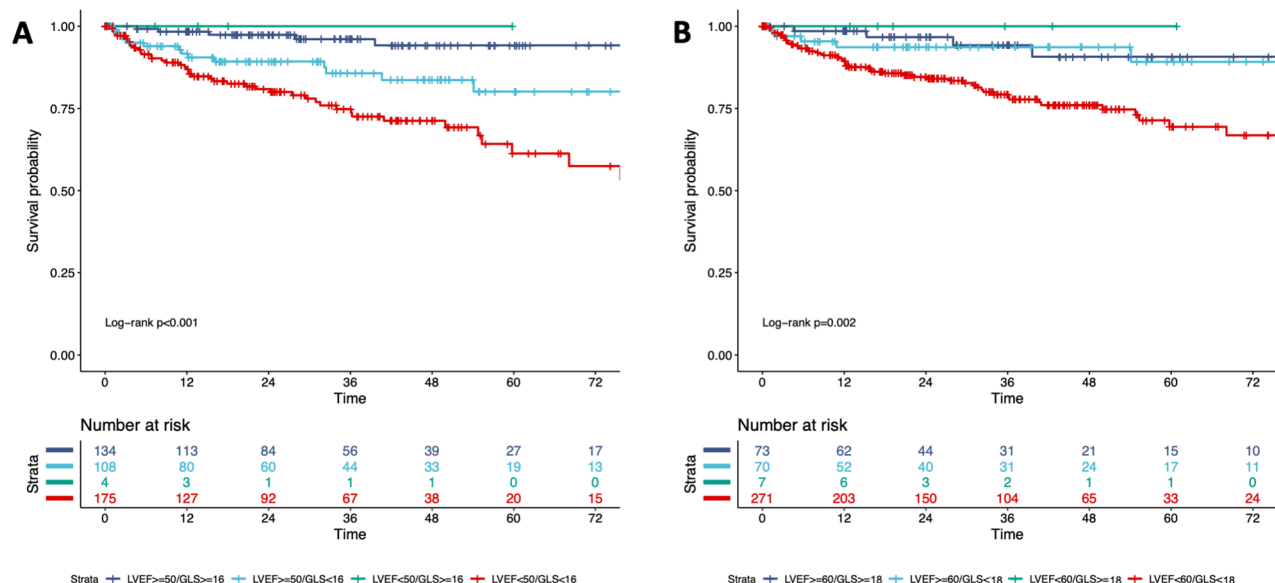 A
1.00
0.75
0.50
0.25
0.00
Survival probability
Log-rank p<0.001
0 12 24 36 48 60 72
Time
Number at risk
Strata
134 113 84 56 39 27 17
108 80 60 44 33 19 13
4 3 1 1 1 0 0
175 127 92 67 38 20 15
0 12 24 36 48 60 72
Time
Strata LVEF>=50/GLS>=16 LVEF>=50/GLS<16 LVEF<50/GLS>=16 LVEF<50/GLS<16
B
1.00
0.75
0.50
0.25
0.00
Survival probability
Log-rank p=0.002
0 12 24 36 48 60 72
Time
Number at risk
Strata
73 62 44 31 21 15 10
70 52 40 31 24 17 11
7 6 3 2 1 1 0
271 203 150 104 65 33 24
0 12 24 36 48 60 72
Time
Strata LVEF>=60/GLS>=18 LVEF>=60/GLS<18 LVEF<60/GLS>=18 LVEF<60/GLS<18